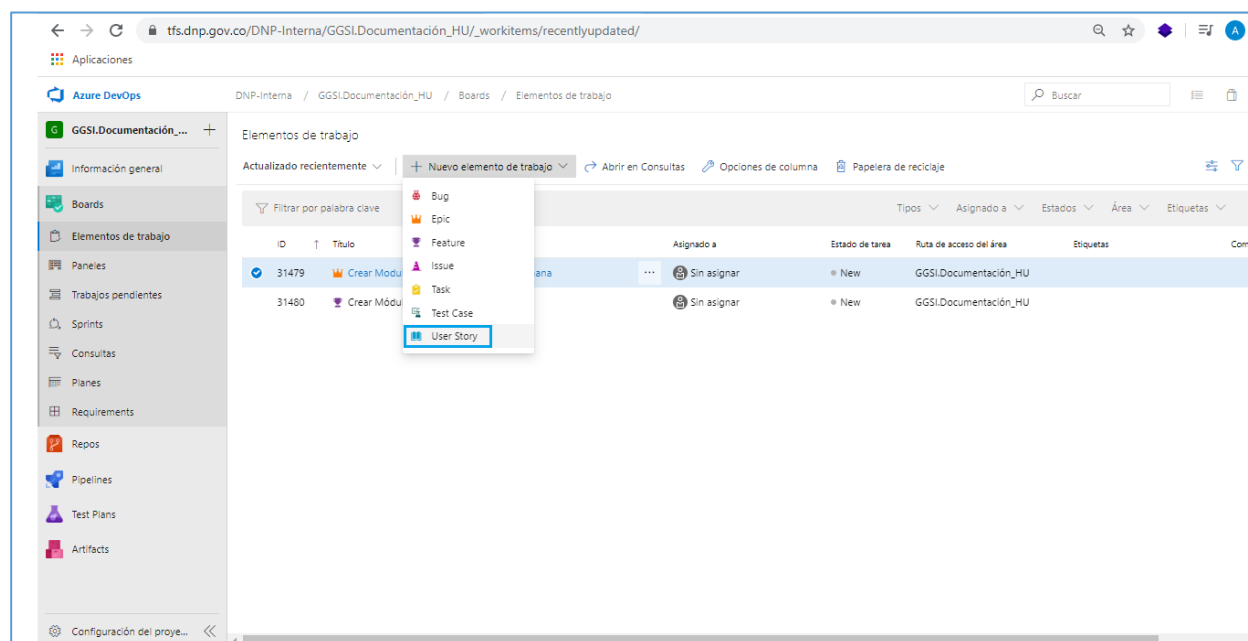 tfs.dnp.gov.co/DNP-Interna/GGSI.Documentación_HU/_workitems/recentlyupdated/
A
Aplicaciones
Azure DevOps
DNP-Interna / GGSI.Documentación_HU / Boards / Elementos de trabajo
Buscar
G GGSI.Documentación_... +
Elementos de trabajo
Información general
Actualizado recientemente
+ Nuevo elemento de trabajo
Abrir en Consultas
Opciones de columna
Papelera de reciclaje
Boards
Filtrar por palabra clave
Tipos
Asignado a
Estados
Área
Etiquetas
Bug
Epic
Feature
Issue
Task
Test Case
User Story
Elementos de trabajo
ID ↑ Título Asignado a Estado de tarea Ruta de acceso del área Etiquetas Com
31479 Crear Modu ana ... Sin asignar New GGSI.Documentación_HU
31480 Crear Módu Sin asignar New GGSI.Documentación_HU
Paneles
Trabajos pendientes
Sprints
Consultas
Planes
Requirements
Repos
Pipelines
Test Plans
Artifacts
Configuración del proye...